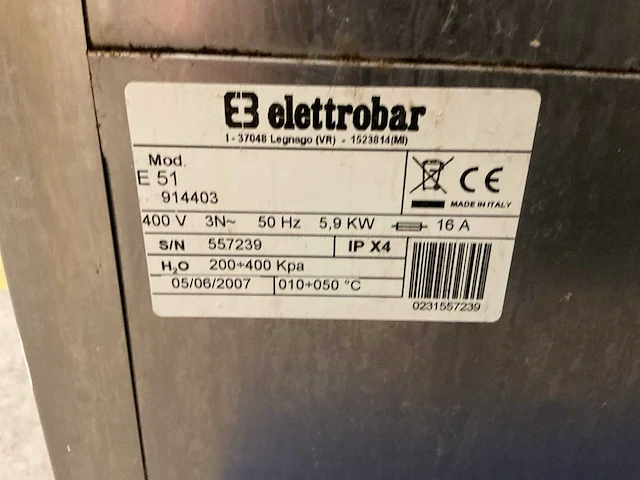 EB elettrobar
I - 37048 Legnago (VR) - 1523814(MI)
Mod.
E 51
914403
CE
MADE IN ITALY
400 V 3N~ 50 Hz 5,9 KW 16 A
S/N 557239 IP X4
H2O 200÷400 Kpa
05/06/2007 010÷050 °C
0231557239